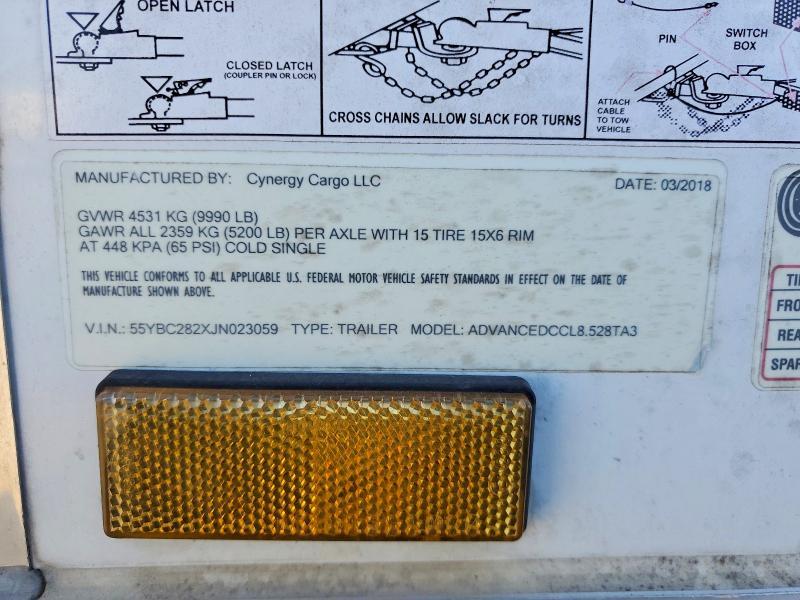 OPEN LATCH
CLOSED LATCH
(COUPLER PIN OR LOCK)
CROSS CHAINS ALLOW SLACK FOR TURNS
PIN
SWITCH
BOX
ATTACH
CABLE
TO TOW
VEHICLE
MANUFACTURED BY: Cynergy Cargo LLC
DATE: 03/2018
GVWR 4531 KG (9990 LB)
GAWR ALL 2359 KG (5200 LB) PER AXLE WITH 15 TIRE 15X6 RIM
AT 448 KPA (65 PSI) COLD SINGLE
THIS VEHICLE CONFORMS TO ALL APPLICABLE U.S. FEDERAL MOTOR VEHICLE SAFETY STANDARDS IN EFFECT ON THE DATE OF
MANUFACTURE SHOWN ABOVE.
V.I.N.: 55YBC282XJN023059 TYPE: TRAILER MODEL: ADVANCEDCCL8.528TA3
TI
FRO
REA
SPAR